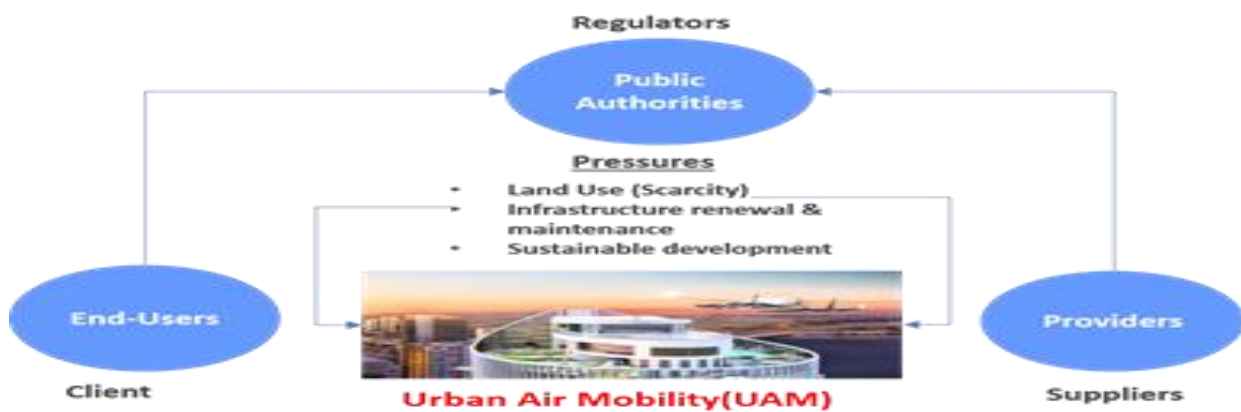 Regulators
Public
Authorities
Pressures
• Land Use (Scarcity)
• Infrastructure renewal &
maintenance
• Sustainable development
End-Users
Providers
Client
Urban Air Mobility(UAM)
Suppliers